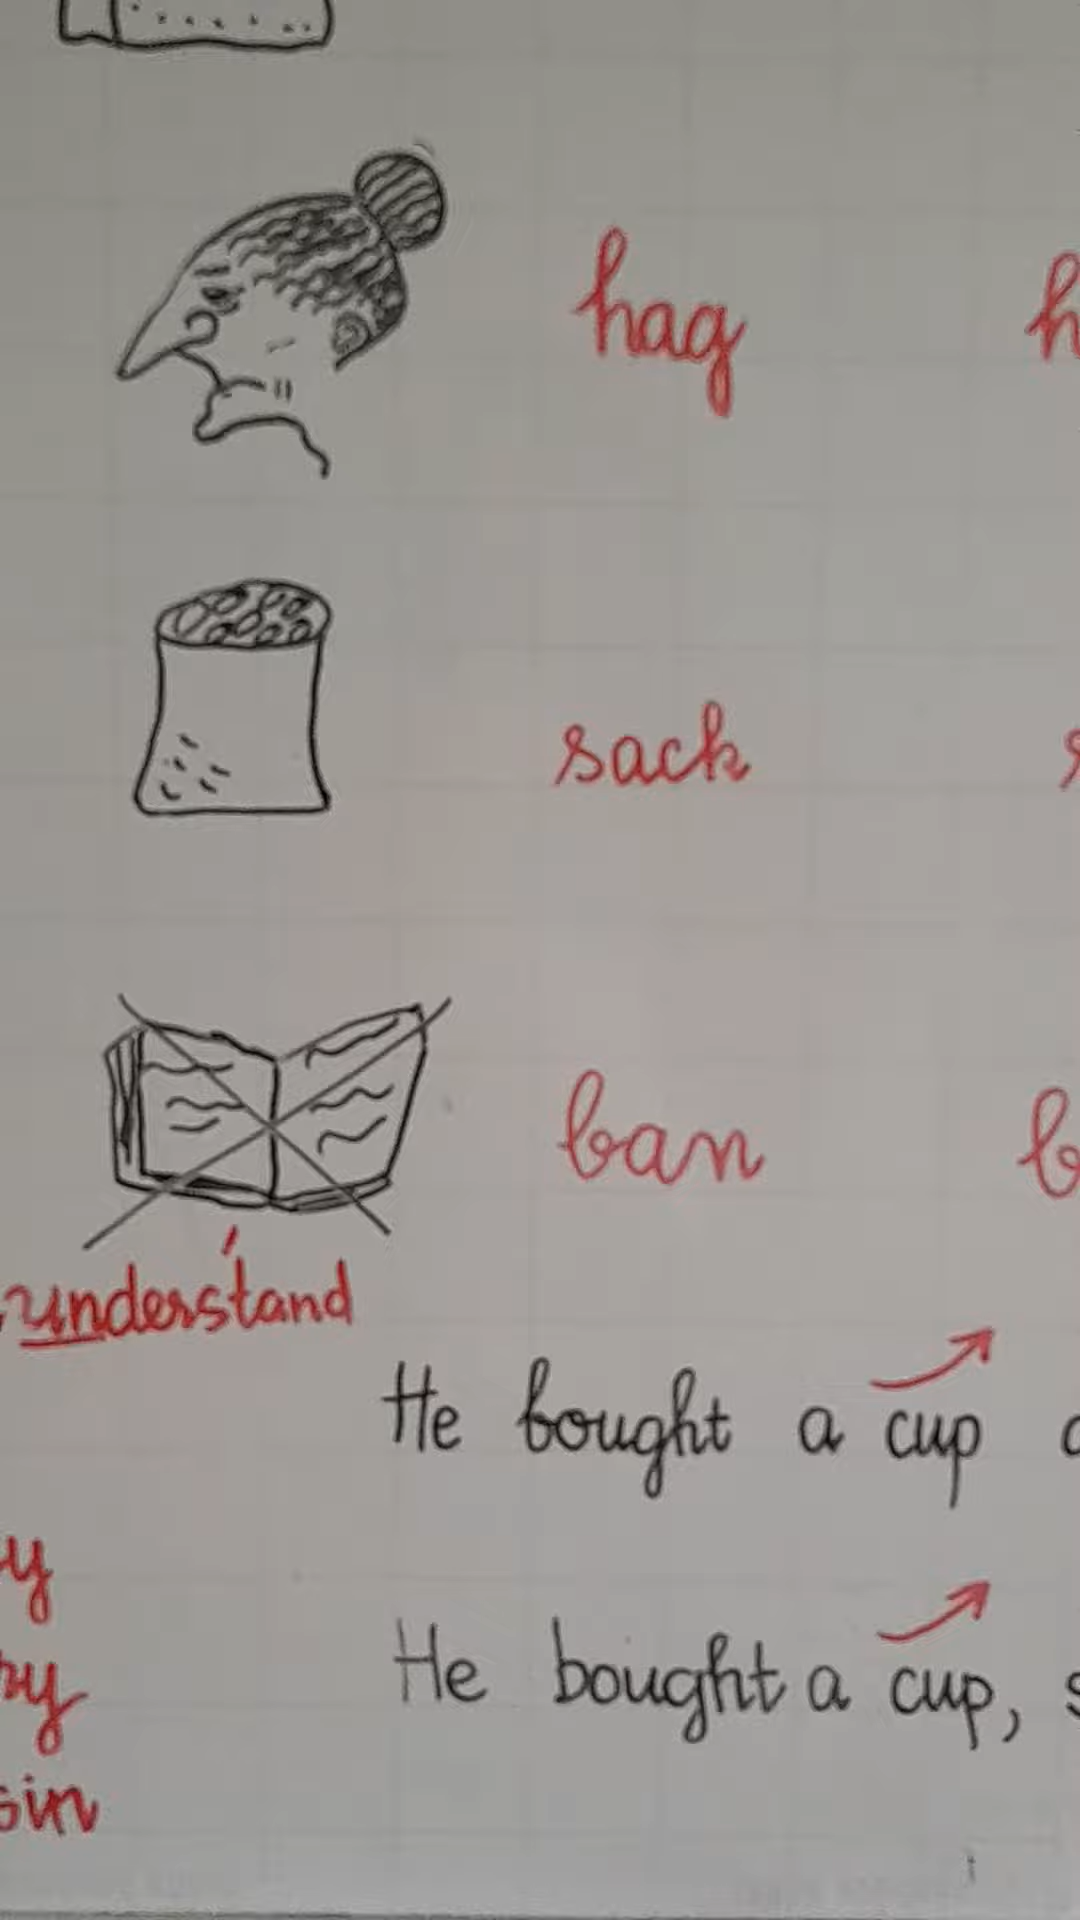 hag
sack
ban
understand
He bought a cup
He bought a cup,